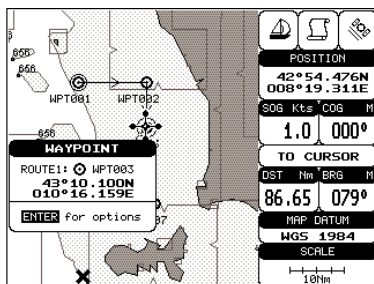 656
656
WPT001 WPT002
656
WAYPOINT
ROUTE1: WPT003
43°10.100N
010°16.159E
ENTER for options
POSITION
42°54.476N
008°19.311E
SOG Kts COG M
1.0 000°
TO CURSOR
DST Nm BRG M
86.65 079°
MAP DATUM
WGS 1984
SCALE
10Nm